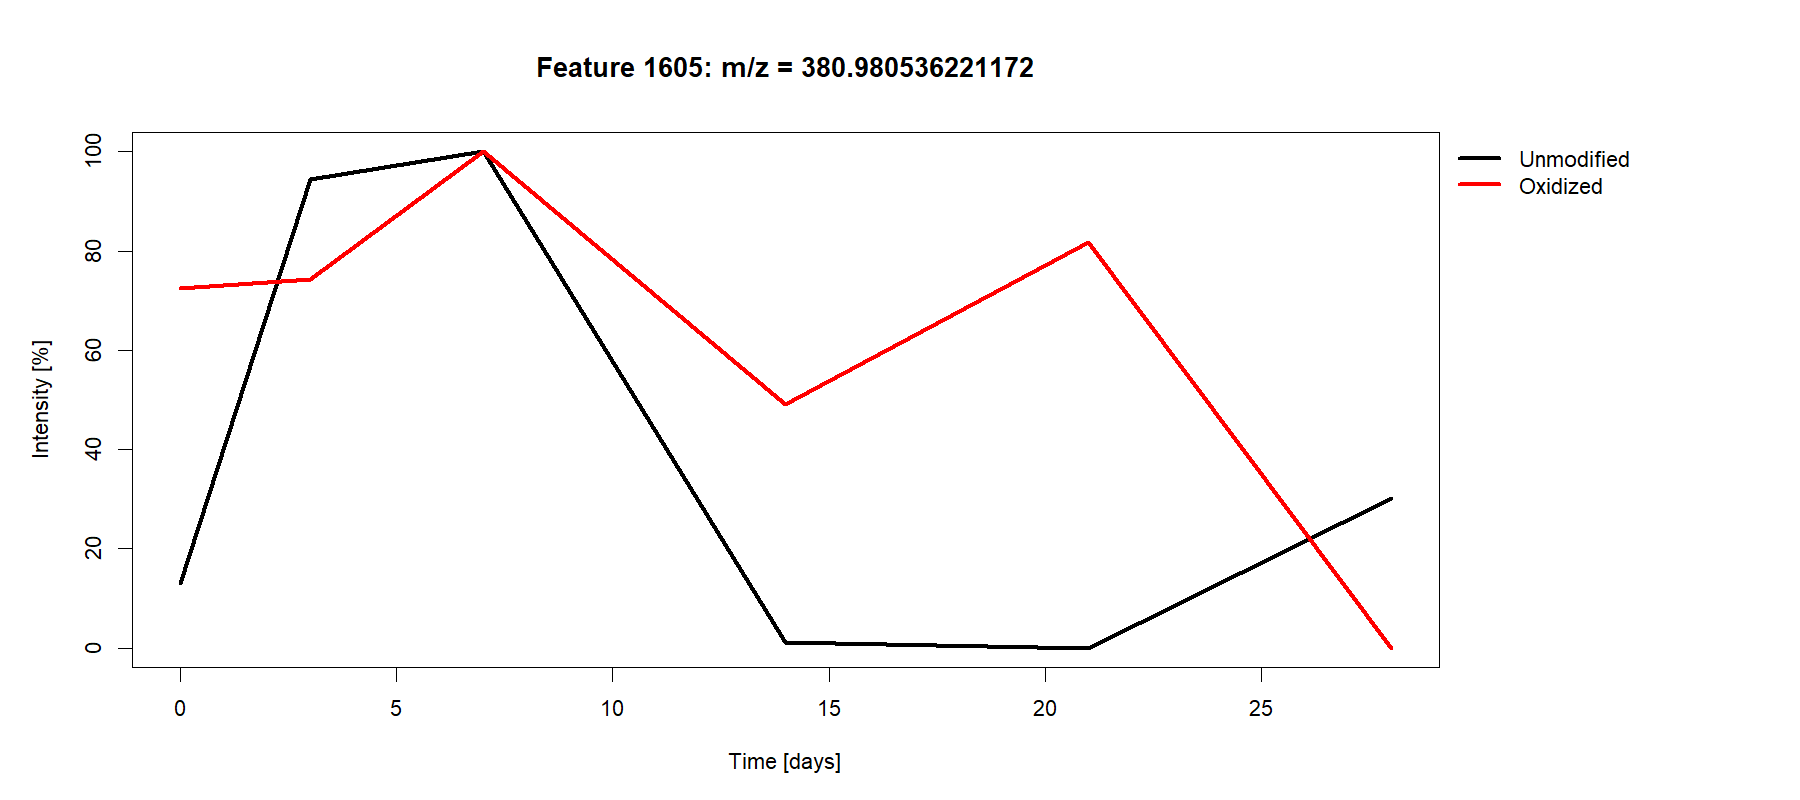 Feature 1605: m/z = 380.980536221172
Unmodified
Oxidized
Intensity [%]
100
80
60
40
20
0
0 5 10 15 20 25
Time [days]